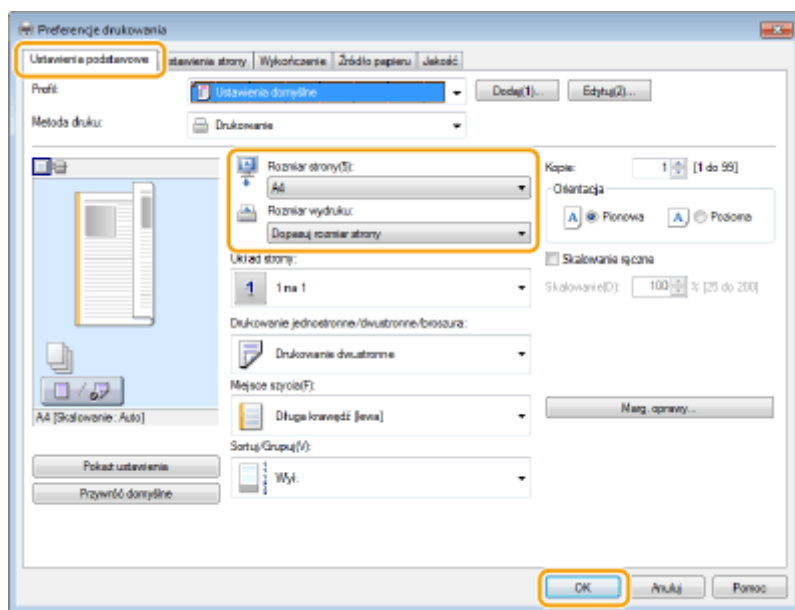 Preferencje drukowania
Ustawienia podstawowe
stawienia strony
Wykończenie
Źródło papieru
Jakość
Profil:
Ustawienia domyślne
Dodaj(1)...
Edytuj(2)...
Metoda druku:
Drukowanie
Rozmiar strony(5):
A4
Rozmiar wydruku:
Dopasuj rozmiar strony
Kopie:
1
[1 do 99]
Orientacja
A
Pionowa
A
Pozioma
Układ strony:
1
1 na 1
Skalowanie ręczne
Skalowanie(D):
100
% [25 do 200]
Drukowanie jednostronne/dwustronne/broszura:
Drukowanie dwustronne
Miejsce szycia(F):
Długa krawędź [lewa]
Marg. oprawy...
A4 [Skalowanie: Auto]
Sortuj/Grupuj(V):
Wył.
Pokaż ustawienia
Przywróć domyślne
OK
Anuluj
Pomoc